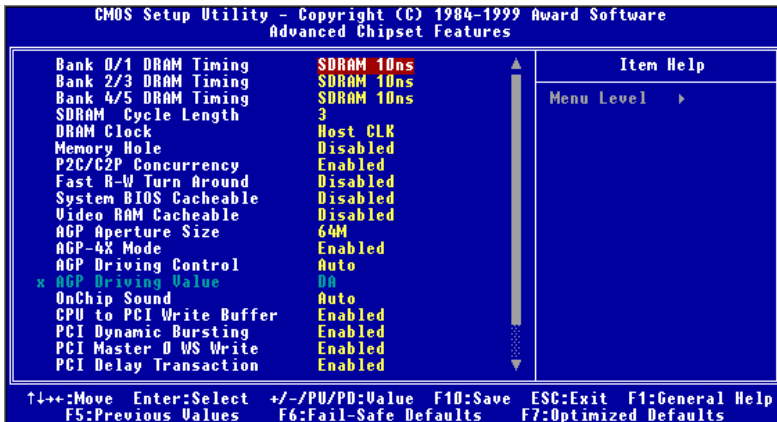 CMOS Setup Utility - Copyright (C) 1984-1999 Award Software
Advanced Chipset Features
Bank 0/1 DRAM Timing SDRAM 10ns
Bank 2/3 DRAM Timing SDRAM 10ns
Bank 4/5 DRAM Timing SDRAM 10ns
SDRAM Cycle Length 3
DRAM Clock Host CLK
Memory Hole Disabled
P2C/C2P Concurrency Enabled
Fast R-W Turn Around Disabled
System BIOS Cacheable Disabled
Video RAM Cacheable Disabled
AGP Aperture Size 64M
AGP-4X Mode Enabled
AGP Driving Control Auto
x AGP Driving Value DA
OnChip Sound Auto
CPU to PCI Write Buffer Enabled
PCI Dynamic Bursting Enabled
PCI Master 0 WS Write Enabled
PCI Delay Transaction Enabled
Item Help
Menu Level ▸
↑↓→←:Move Enter:Select +/-/PU/PD:Value F10:Save ESC:Exit F1:General Help
F5:Previous Values F6:Fail-Safe Defaults F7:Optimized Defaults